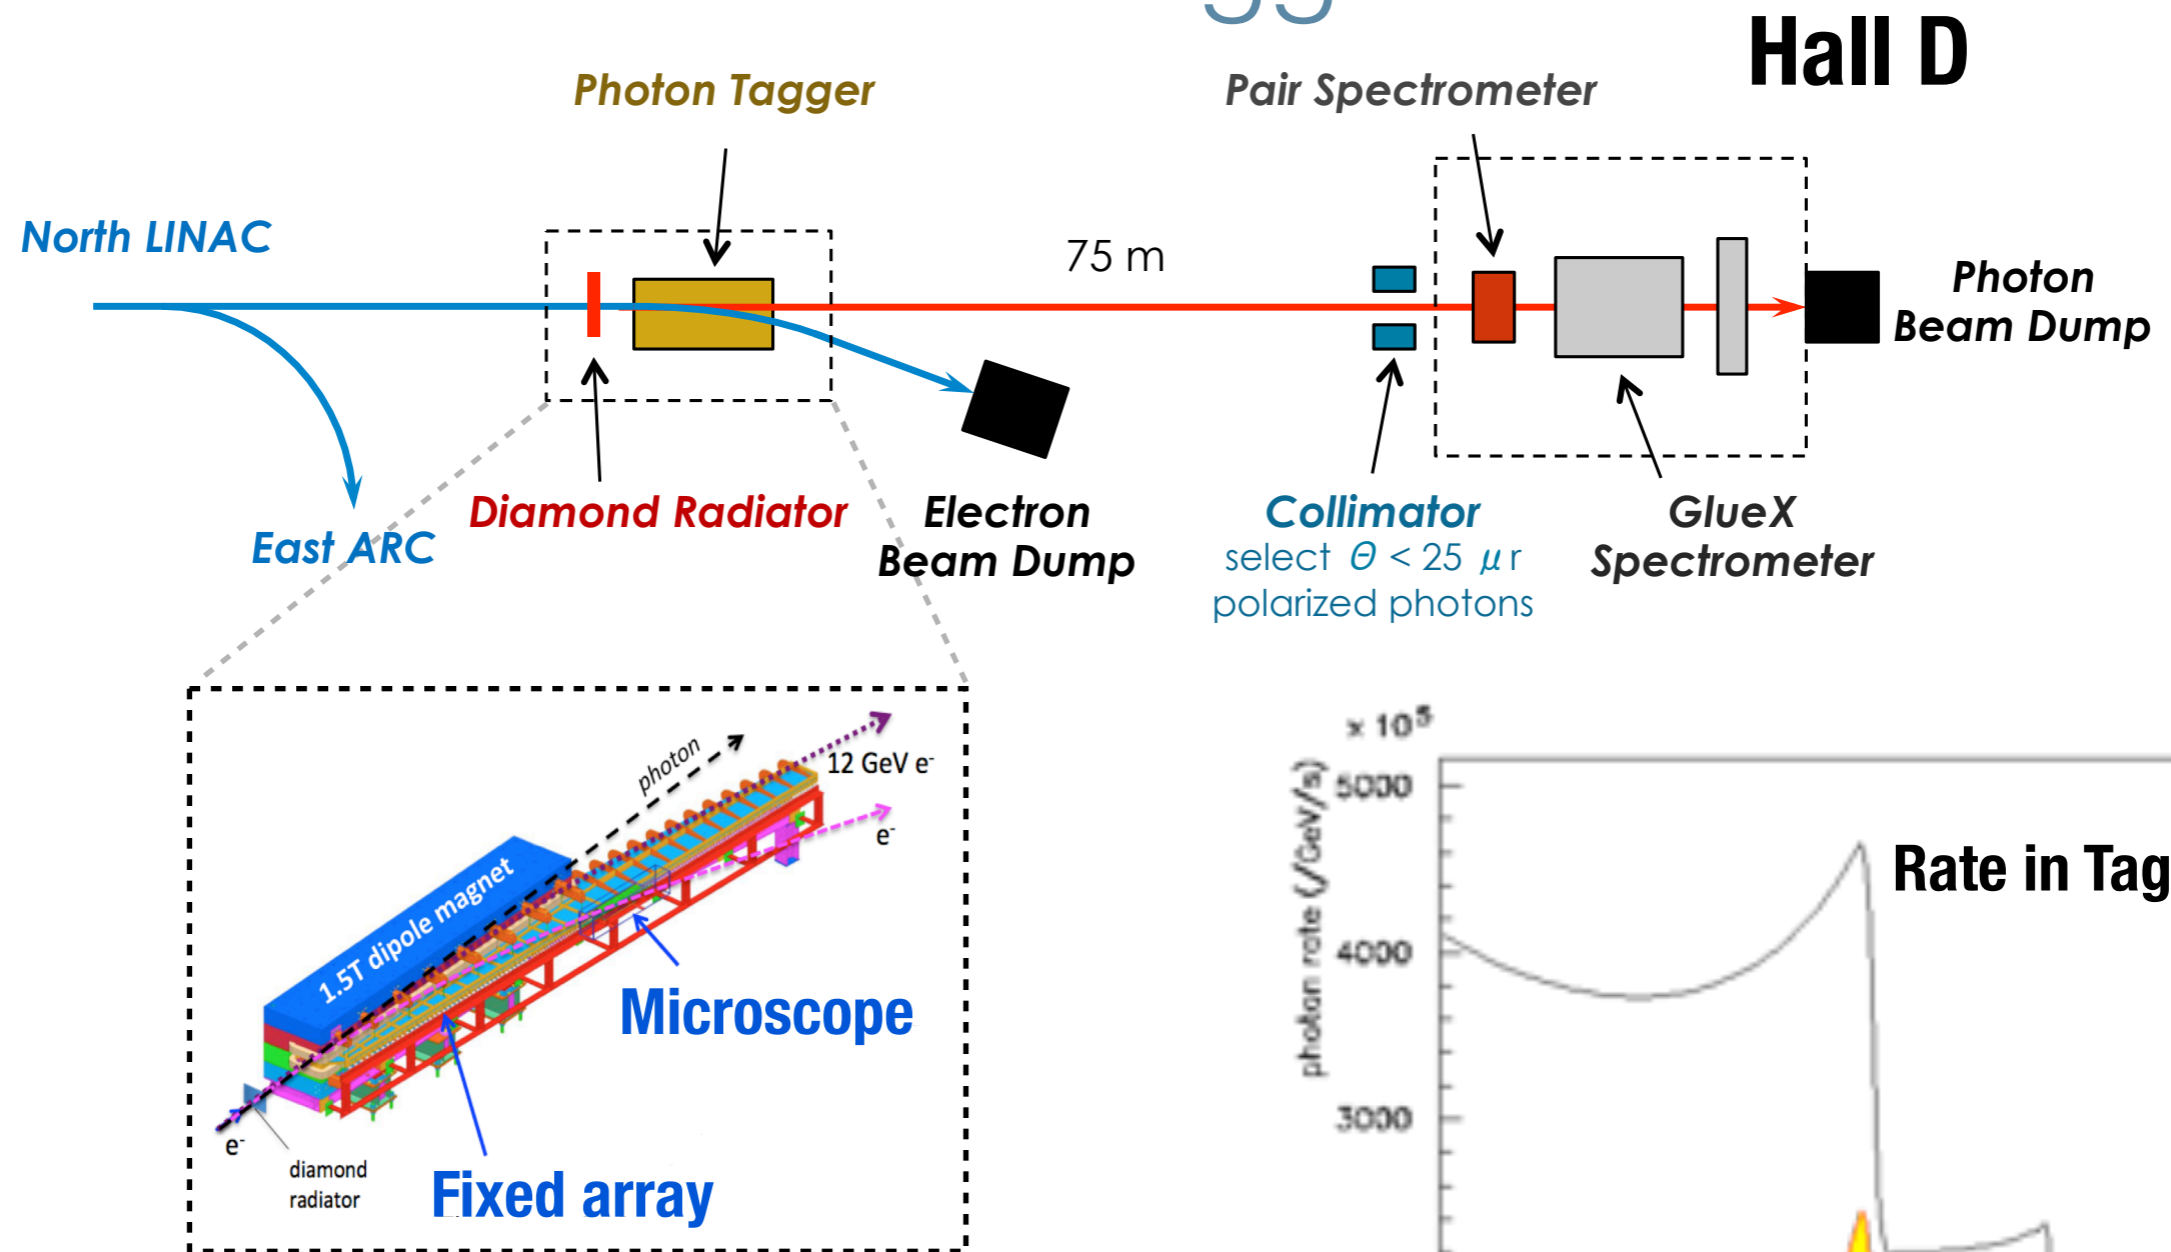 Hall D
Photon Tagger
Pair Spectrometer
North LINAC
75 m
Photon
Beam Dump
Diamond Radiator
Electron
Beam Dump
Collimator
select Θ < 25 μr
polarized photons
GlueX
Spectrometer
East ARC
photon
12 GeV e-
e-
1.5T dipole magnet
Microscope
e-
diamond
radiator
Fixed array
x 10⁵
photon rate (/GeV/s)
5000
4000
3000
Rate in Tag